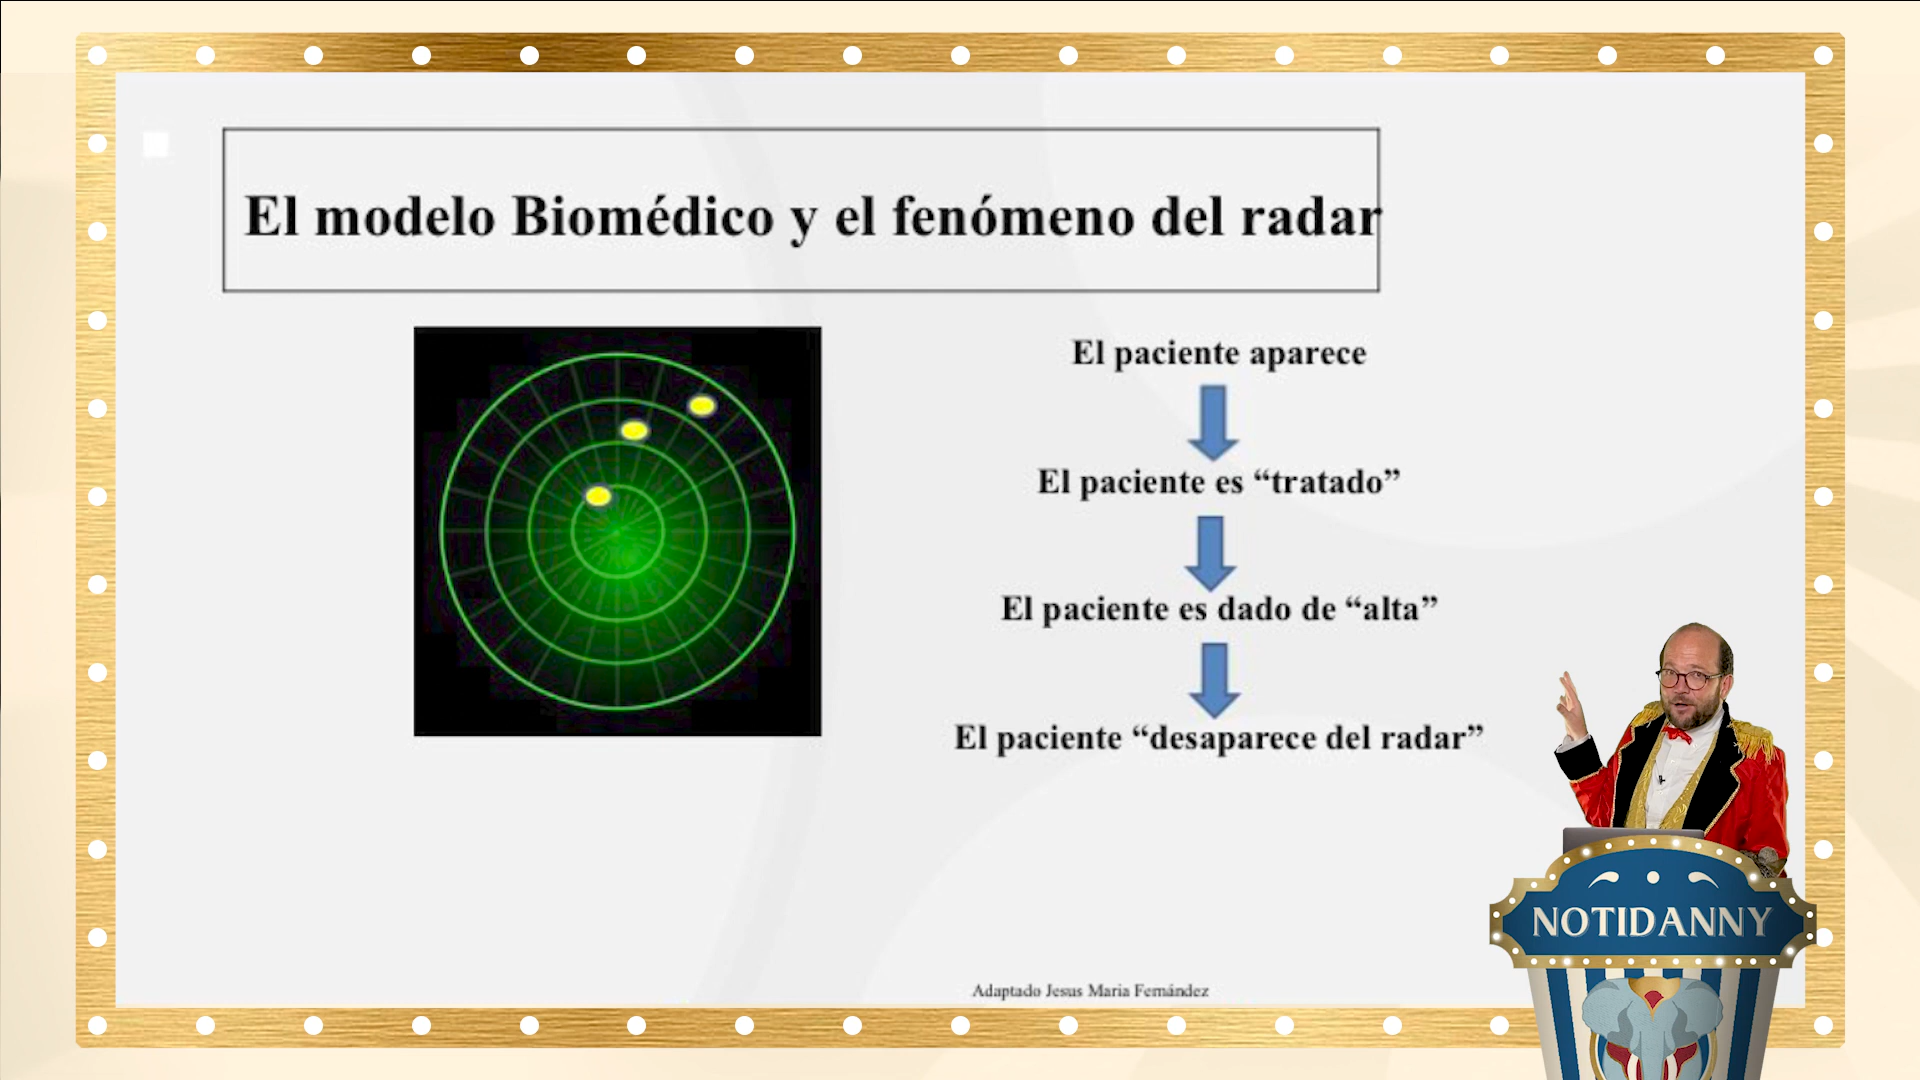 El modelo Biomédico y el fenómeno del radar
El paciente aparece
El paciente es “tratado”
El paciente es dado de “alta”
El paciente “desaparece del radar”
Adaptado Jesus Maria Fernández
NOTIDANNY